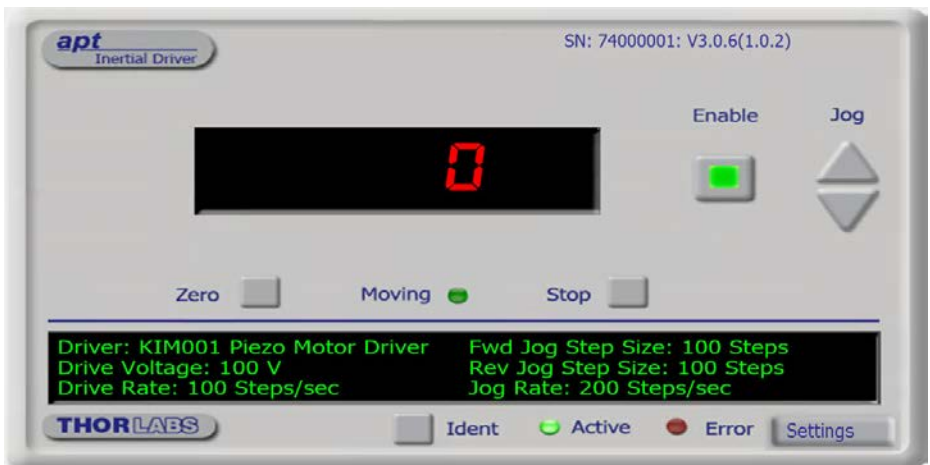 apt
Inertial Driver
SN: 74000001: V3.0.6(1.0.2)
Enable
Jog
0
Zero
Moving
Stop
Driver: KIM001 Piezo Motor Driver
Drive Voltage: 100 V
Drive Rate: 100 Steps/sec
Fwd Jog Step Size: 100 Steps
Rev Jog Step Size: 100 Steps
Jog Rate: 200 Steps/sec
THORLABS
Ident
Active
Error
Settings